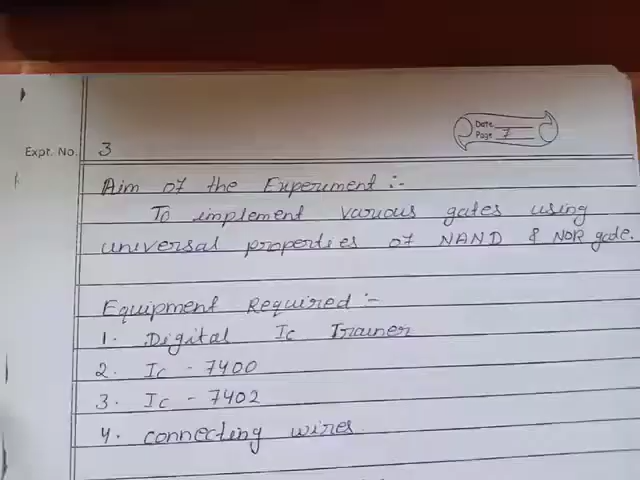 Date
Page 7
Expt. No. 3
Aim of the Experiment :-
To implement various gates using
universal properties of NAND & NOR gate.
Equipment Required :-
1. Digital Ic Trainer
2. Ic - 7400
3. Ic - 7402
4. connecting wires.